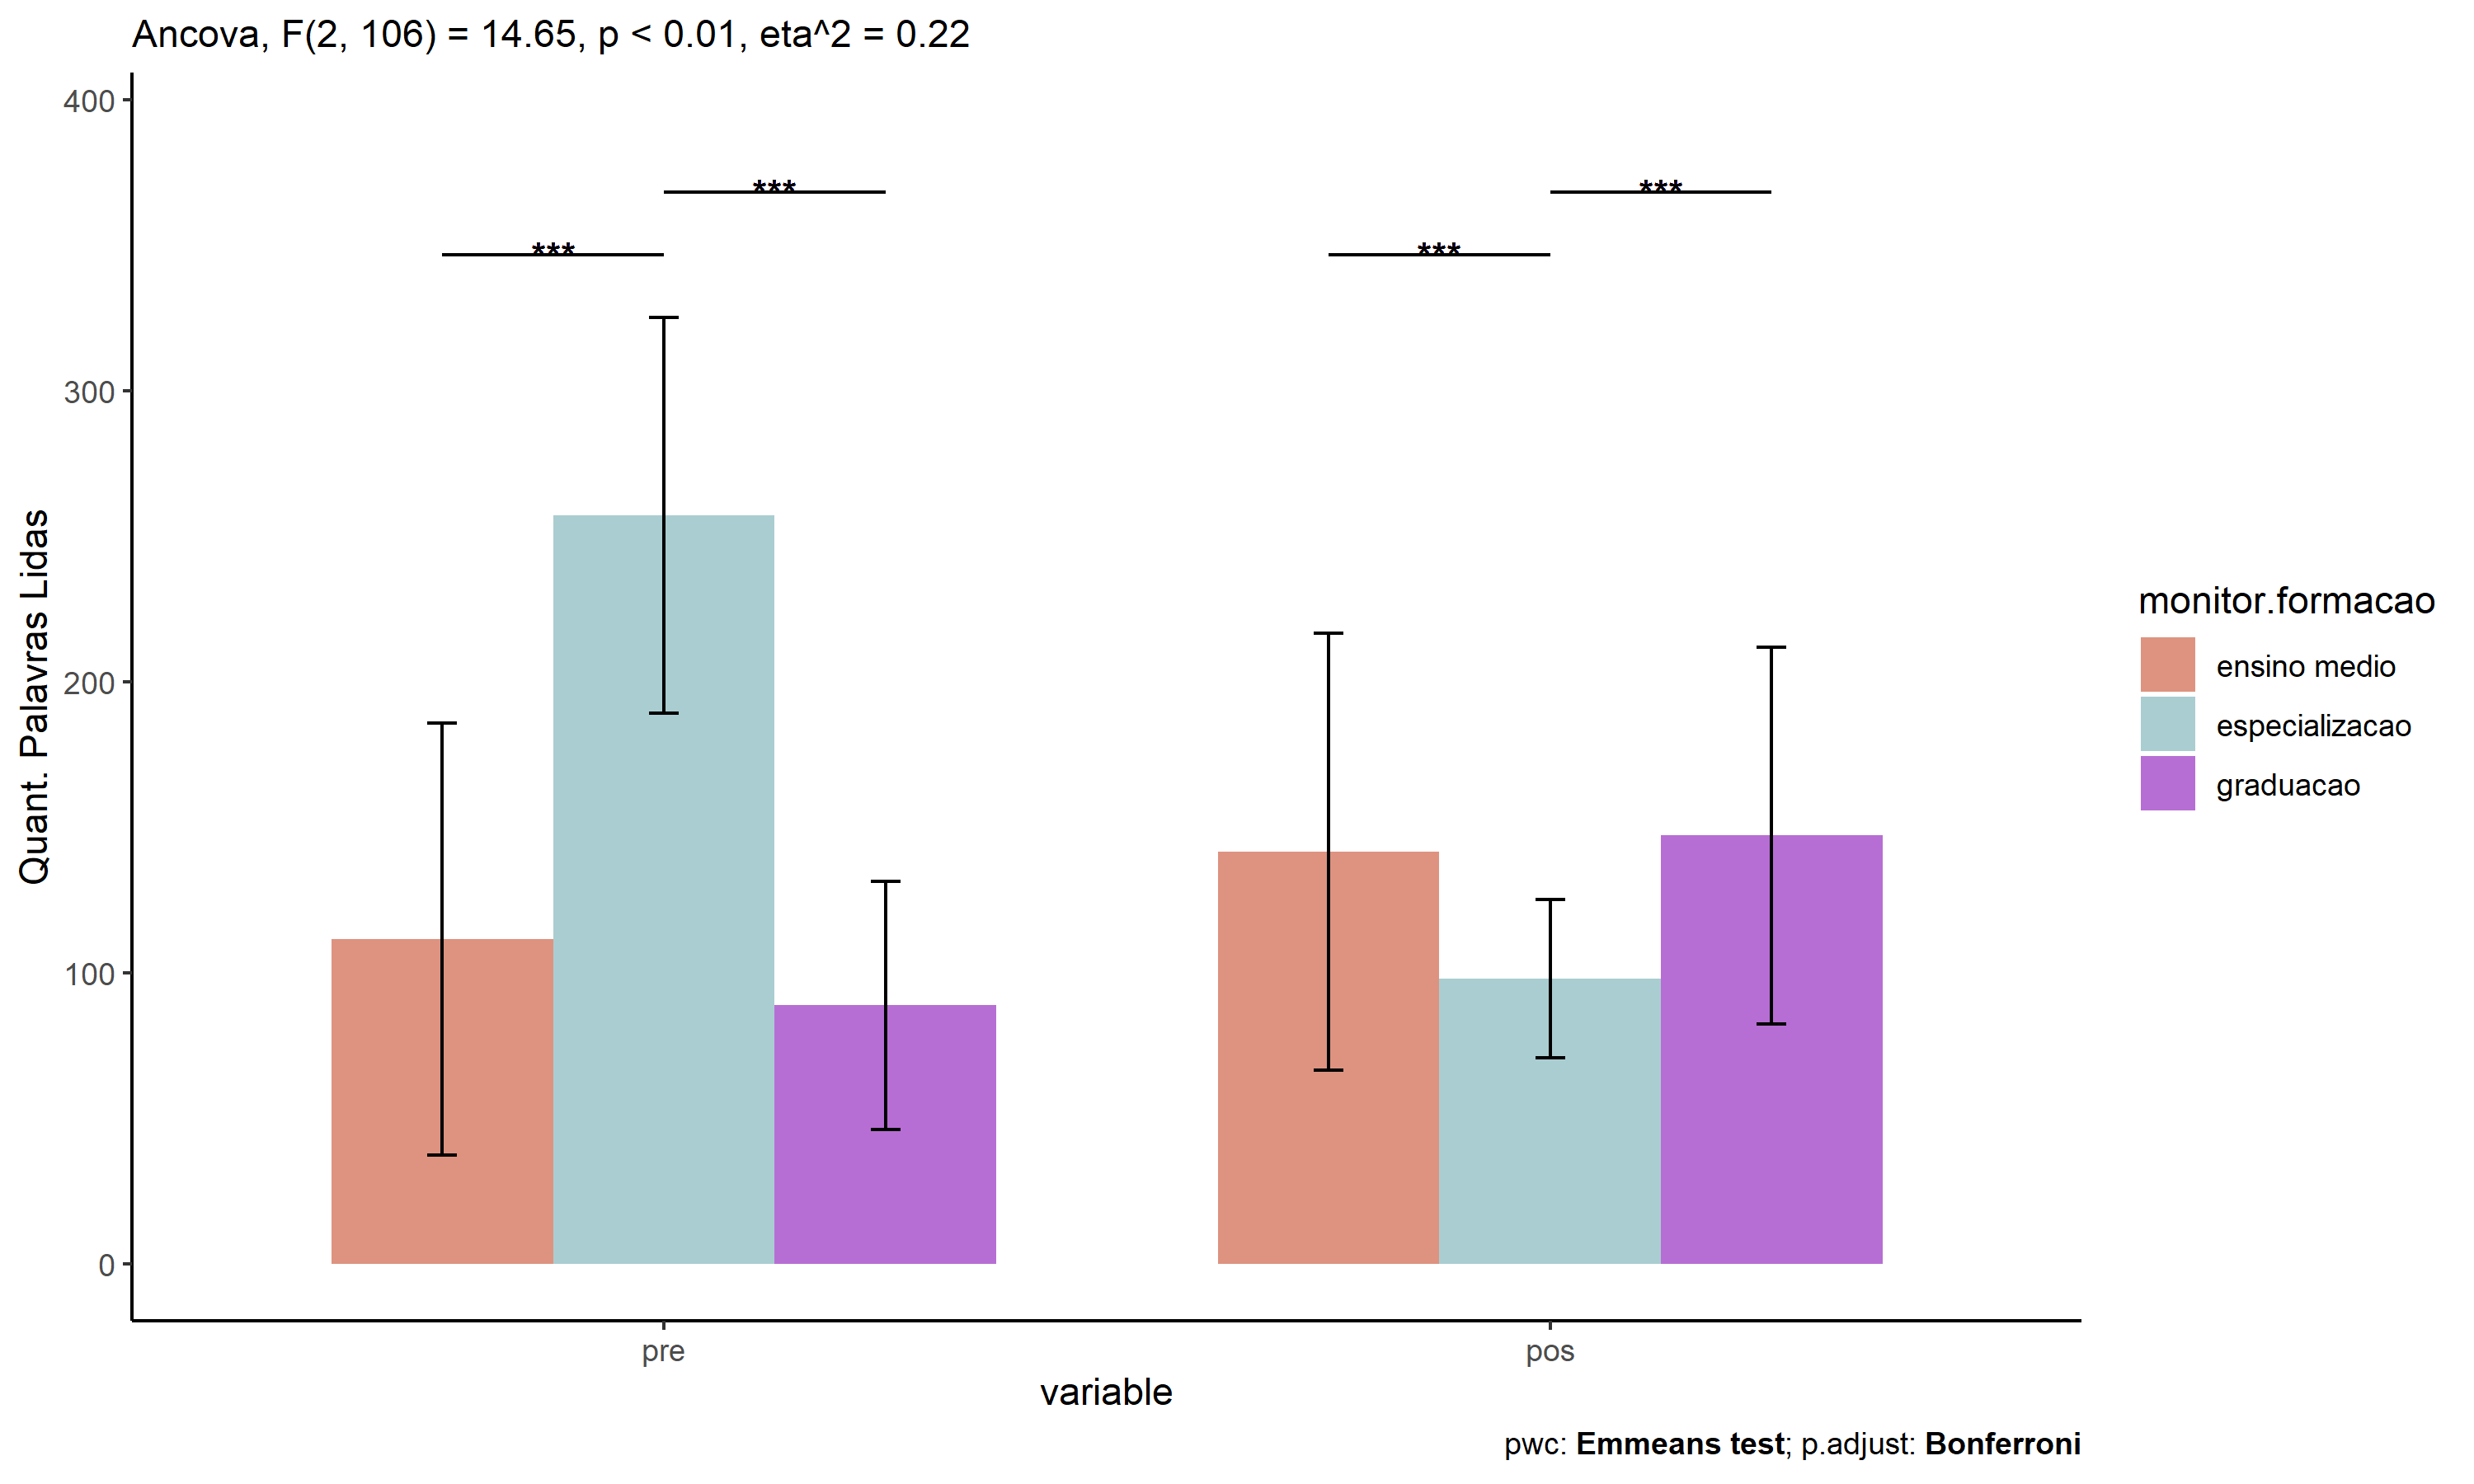 Ancova, F(2, 106) = 14.65, p < 0.01, eta^2 = 0.22
Quant. Palavras Lidas
400
300
200
100
0
***
***
***
***
pre
pos
variable
monitor.formacao
ensino medio
especializacao
graduacao
pwc: Emmeans test; p.adjust: Bonferroni